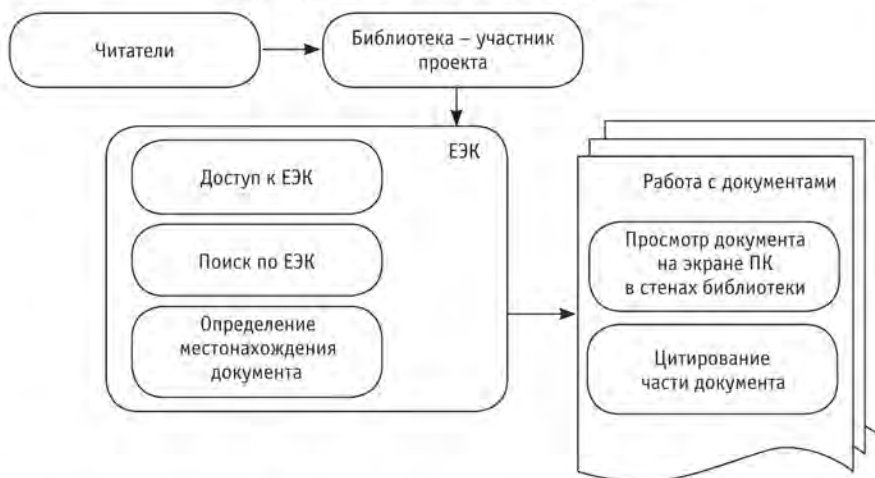 Читатели
Библиотека – участник
проекта
ЕЭК
Доступ к ЕЭК
Поиск по ЕЭК
Определение
местонахождения
документа
Работа с документами
Просмотр документа
на экране ПК
в стенах библиотеки
Цитирование
части документа